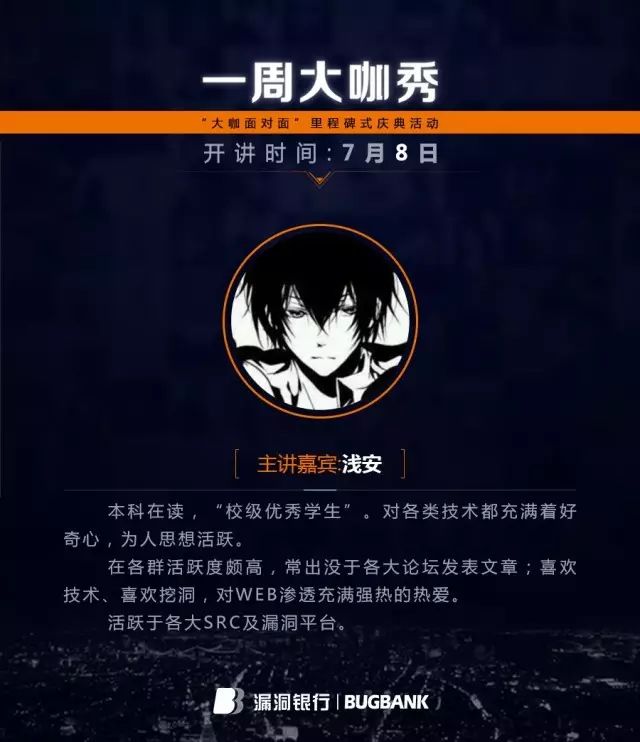 一周大咖秀
“大咖面对面”里程碑式庆典活动
开讲时间:7月8日
主讲嘉宾:浅安
本科在读，“校级优秀学生”。对各类技术都充满着好
奇心，为人思想活跃。
在各群活跃度颇高，常出没于各大论坛发表文章；喜欢
技术、喜欢挖洞，对WEB渗透充满强热的热爱。
活跃于各大SRC及漏洞平台。
漏洞银行|BUGBANK